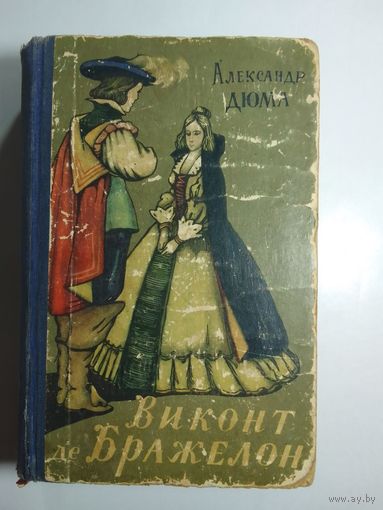 Александр
Дюма
Виконт
де Бражелон
www.ay.by